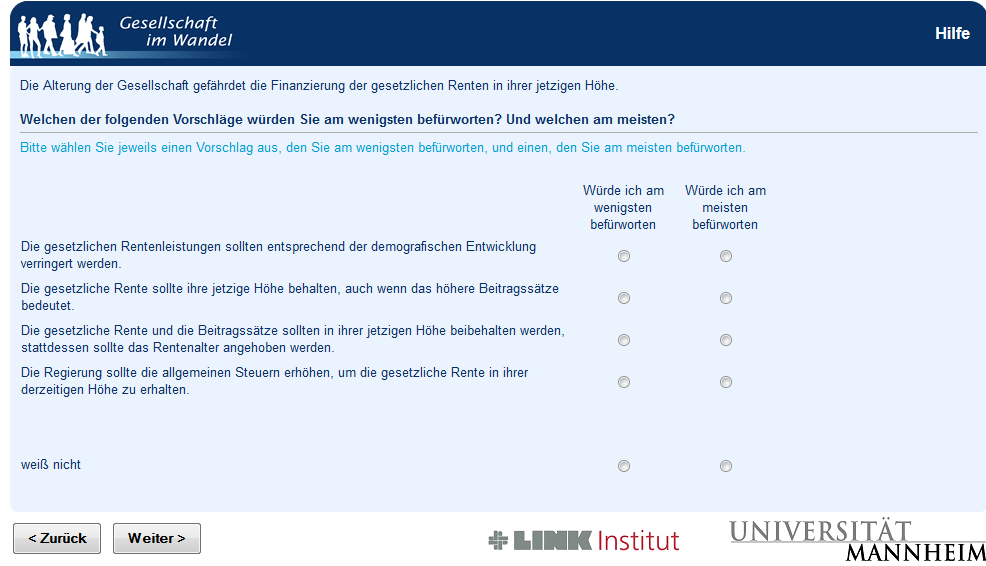 Gesellschaft
im Wandel
Hilfe
Die Alterung der Gesellschaft gefährdet die Finanzierung der gesetzlichen Renten in ihrer jetzigen Höhe.
Welchen der folgenden Vorschläge würden Sie am wenigsten befürworten? Und welchen am meisten?
Bitte wählen Sie jeweils einen Vorschlag aus, den Sie am wenigsten befürworten, und einen, den Sie am meisten befürworten.
Würde ich am
wenigsten
befürworten
Würde ich am
meisten
befürworten
Die gesetzlichen Rentenleistungen sollten entsprechend der demografischen Entwicklung
verringert werden.
Die gesetzliche Rente sollte ihre jetzige Höhe behalten, auch wenn das höhere Beitragssätze
bedeutet.
Die gesetzliche Rente und die Beitragssätze sollten in ihrer jetzigen Höhe beibehalten werden,
stattdessen sollte das Rentenalter angehoben werden.
Die Regierung sollte die allgemeinen Steuern erhöhen, um die gesetzliche Rente in ihrer
derzeitigen Höhe zu erhalten.
weiß nicht
< Zurück
Weiter >
LINK Institut
UNIVERSITÄT
MANNHEIM